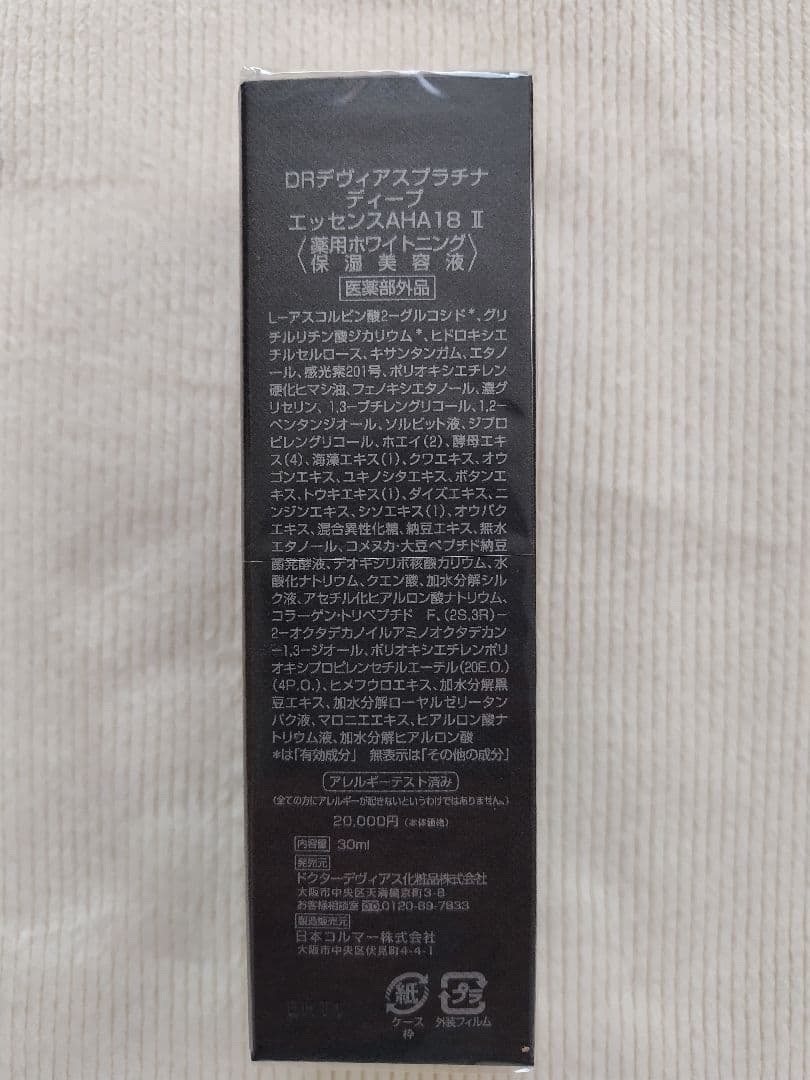 DRデヴィアスプラチナ
ディープ
エッセンスAHA18 Ⅱ
〈薬用ホワイトニング
保湿美容液〉
医薬部外品
L-アスコルビン酸2-グルコシド*、グリ
チルリチン酸ジカリウム*、ヒドロキシエ
チルセルロース、キサンタンガム、エタノ
ール、感光素201号、ポリオキシエチレン
硬化ヒマシ油、フェノキシエタノール、濃グ
リセリン、1,3-ブチレングリコール、1,2-
ペンタンジオール、ソルビット液、ジプロ
ピレングリコール、ホエイ(2)、酵母エキ
ス(4)、海藻エキス(1)、クワエキス、オウ
ゴンエキス、ユキノシタエキス、ボタンエ
キス、トウキエキス(1)、ダイズエキス、ニ
ンジンエキス、シソエキス(1)、オウバク
エキス、混合異性化糖、納豆エキス、無水
エタノール、コメヌカ・大豆ペプチド納豆
菌発酵液、デオキシリボ核酸カリウム、水
酸化ナトリウム、クエン酸、加水分解シル
ク液、アセチル化ヒアルロン酸ナトリウム、
コラーゲン・トリペプチド F、(2S,3R)-
2-オクタデカノイルアミノオクタデカン
-1,3-ジオール、ポリオキシエチレンポリ
オキシプロピレンセチルエーテル(20E.O.)
(4P.O.)、ヒメフウロエキス、加水分解黒
豆エキス、加水分解ローヤルゼリータン
パク液、マロニエエキス、ヒアルロン酸ナ
トリウム液、加水分解ヒアルロン酸
*は「有効成分」 無表示は「その他の成分」
アレルギーテスト済み
(全ての方にアレルギーが起きないというわけではありません。)
20,000円(本体価格)
内容量 30ml
発売元
ドクターデヴィアス化粧品株式会社
大阪市中央区天満橋京町3-8
お客様相談室 0120-89-7833
製造販売元
日本コルマー株式会社
大阪市中央区伏見町4-4-1
紙 プラ
ケース 外装フィルム
枠